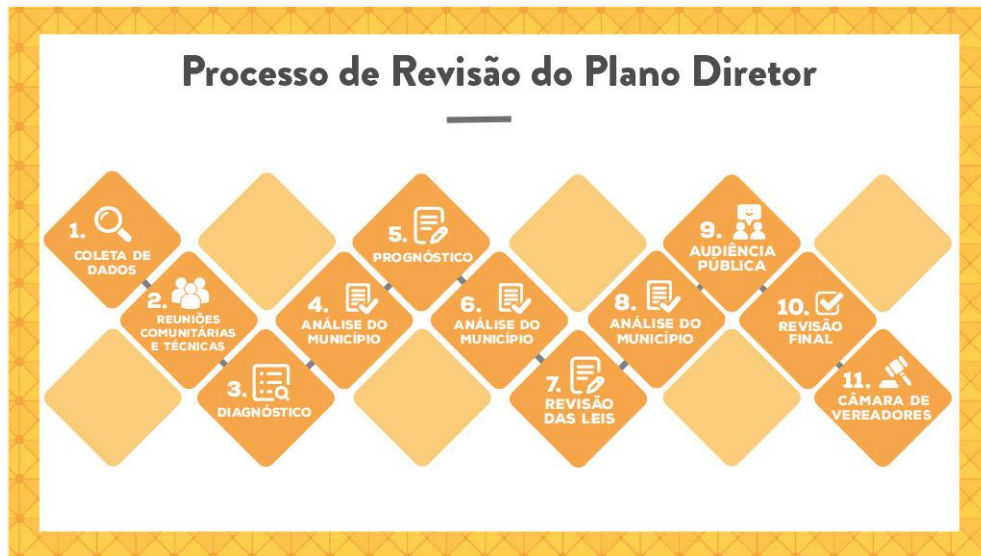 Processo de Revisão do Plano Diretor
1.
COLETA DE
DADOS
2.
REUNIÕES
COMUNITÁRIAS
E TÉCNICAS
3.
DIAGNÓSTICO
4.
ANÁLISE DO
MUNICÍPIO
5.
PROGNÓSTICO
6.
ANÁLISE DO
MUNICÍPIO
7.
REVISÃO
DAS LEIS
8.
ANÁLISE DO
MUNICÍPIO
9.
AUDIÊNCIA
PÚBLICA
10.
REVISÃO
FINAL
11.
CÂMARA DE
VEREADORES